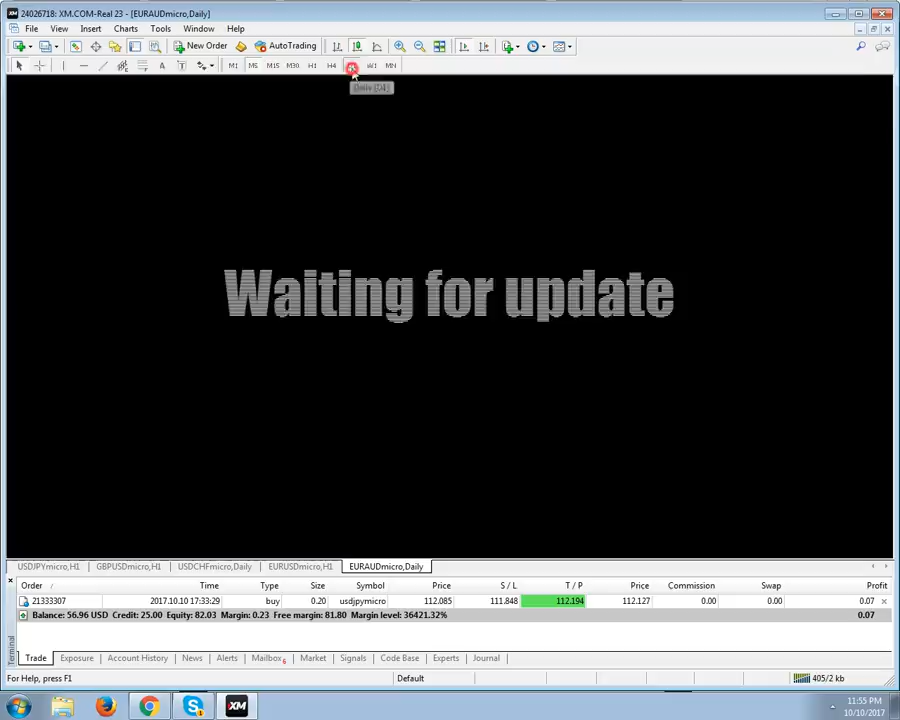 24026718: XM.COM-Real 23 - [EURAUDmicro,Daily]
File View Insert Charts Tools Window Help
New Order AutoTrading
A T M1 M5 M15 M30 H1 H4 W1 MN
Daily (D1)
Waiting for update
USDJPYmicro,H1 GBPUSDmicro,H1 USDCHFmicro,Daily EURUSDmicro,H1 EURAUDmicro,Daily
Order / Time Type Size Symbol Price S / L T / P Price Commission Swap Profit
21333307 2017.10.10 17:33:29 buy 0.20 usdjpymicro 112.085 111.848 112.194 112.127 0.00 0.00 0.07
Balance: 56.96 USD Credit: 25.00 Equity: 82.03 Margin: 0.23 Free margin: 81.80 Margin level: 36421.32% 0.07
Terminal
Trade Exposure Account History News Alerts Mailbox 6 Market Signals Code Base Experts Journal
For Help, press F1 Default 405/2 kb
XM
11:55 PM
10/10/2017